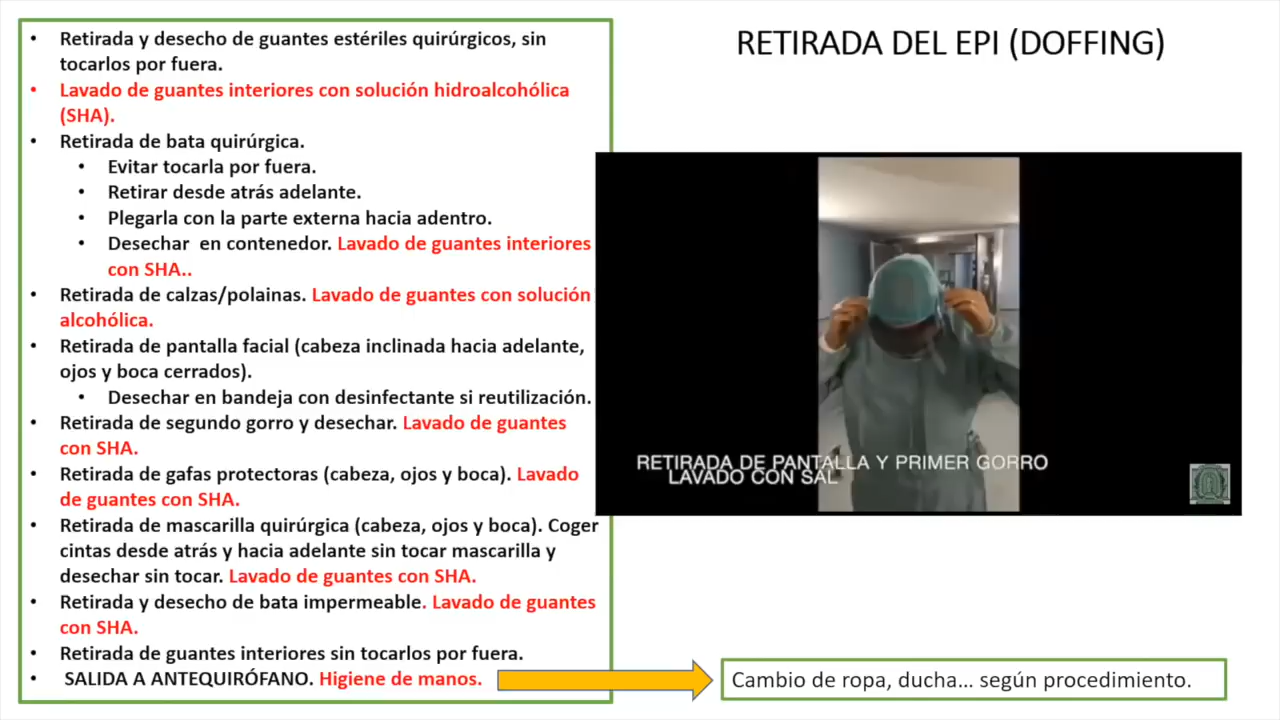 RETIRADA DEL EPI (DOFFING)
• Retirada y desecho de guantes estériles quirúrgicos, sin
tocarlos por fuera.
• Lavado de guantes interiores con solución hidroalcohólica
(SHA).
• Retirada de bata quirúrgica.
• Evitar tocarla por fuera.
• Retirar desde atrás adelante.
• Plegarla con la parte externa hacia adentro.
• Desechar  en contenedor. Lavado de guantes interiores
con SHA..
• Retirada de calzas/polainas. Lavado de guantes con solución
alcohólica.
• Retirada de pantalla facial (cabeza inclinada hacia adelante,
ojos y boca cerrados).
• Desechar en bandeja con desinfectante si reutilización.
• Retirada de segundo gorro y desechar. Lavado de guantes
con SHA.
• Retirada de gafas protectoras (cabeza, ojos y boca). Lavado
de guantes con SHA.
• Retirada de mascarilla quirúrgica (cabeza, ojos y boca). Coger
cintas desde atrás y hacia adelante sin tocar mascarilla y
desechar sin tocar. Lavado de guantes con SHA.
• Retirada y desecho de bata impermeable. Lavado de guantes
con SHA.
• Retirada de guantes interiores sin tocarlos por fuera.
• SALIDA A ANTEQUIRÓFANO. Higiene de manos.
RETIRADA DE PANTALLA Y PRIMER GORRO
LAVADO CON SAL
Cambio de ropa, ducha... según procedimiento.